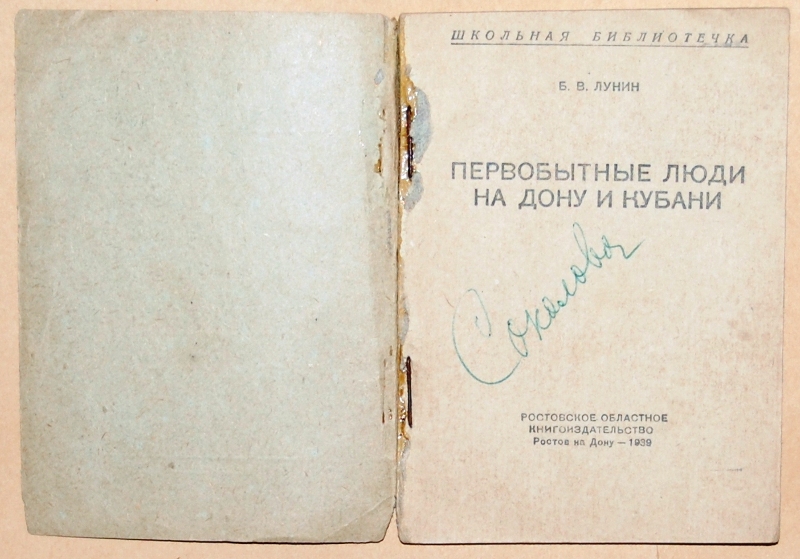 ШКОЛЬНАЯ БИБЛИОТЕЧКА
Б. В. ЛУНИН
ПЕРВОБЫТНЫЕ ЛЮДИ
НА ДОНУ И КУБАНИ
Соколова
РОСТОВСКОЕ ОБЛАСТНОЕ
КНИГОИЗДАТЕЛЬСТВО
Ростов на Дону — 1939